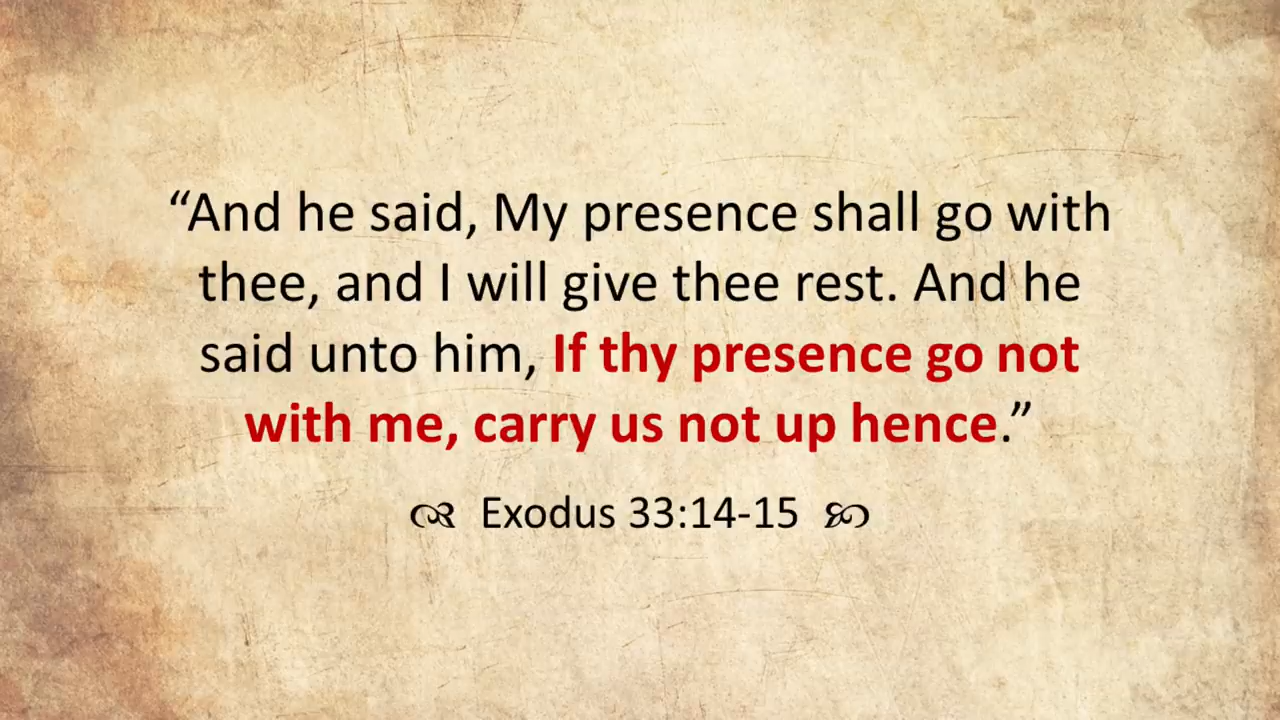 “And he said, My presence shall go with
thee, and I will give thee rest. And he
said unto him, If thy presence go not
with me, carry us not up hence.”
Exodus 33:14-15